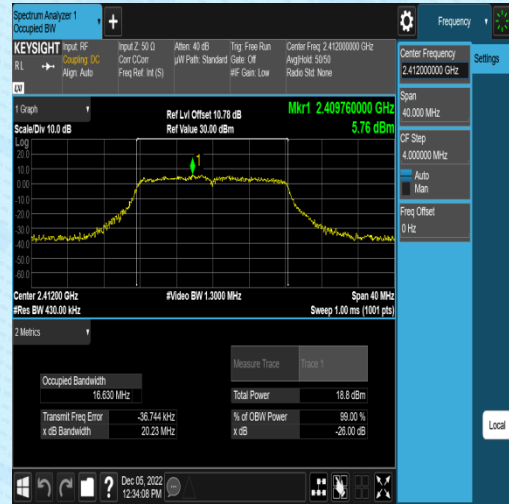 Spectrum Analyzer 1
Occupied BW
Frequency
KEYSIGHT
Input: RF
Input Z: 50 Ω
Atten: 40 dB
Trig: Free Run
Center Freq: 2.412000000 GHz
RL
Coupling: DC
Corr CCorr
µW Path: Standard
Gate: Off
Avg|Hold: 50/50
Align: Auto
Freq Ref: Int (S)
#IF Gain: Low
Radio Std: None
LXI
Center Frequency
2.412000000 GHz
Settings
Span
40.000 MHz
CF Step
4.000000 MHz
Auto
Man
Freq Offset
0 Hz
Local
1 Graph
Scale/Div 10.0 dB
Ref Lvl Offset 10.78 dB
Ref Value 30.00 dBm
Mkr1 2.409760000 GHz
5.76 dBm
Log
20.0
10.0
0.00
-10.0
-20.0
-30.0
-40.0
-50.0
-60.0
1
Center 2.41200 GHz
#Video BW 1.3000 MHz
Span 40 MHz
#Res BW 430.00 kHz
Sweep 1.00 ms (1001 pts)
2 Metrics
Measure Trace
Trace 1
Occupied Bandwidth
16.630 MHz
Total Power
18.8 dBm
Transmit Freq Error
-36.744 kHz
% of OBW Power
99.00 %
x dB Bandwidth
20.23 MHz
x dB
-26.00 dB
?
Dec 05, 2022
12:34:08 PM